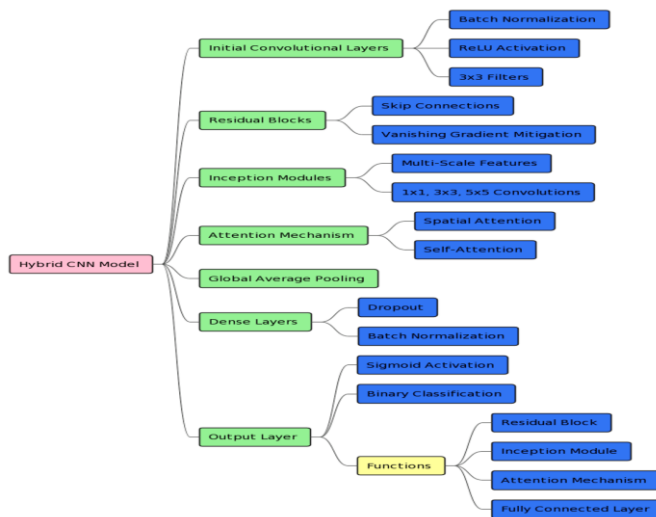 Hybrid CNN Model
Initial Convolutional Layers
Batch Normalization
ReLU Activation
3x3 Filters
Residual Blocks
Skip Connections
Vanishing Gradient Mitigation
Inception Modules
Multi-Scale Features
1x1, 3x3, 5x5 Convolutions
Attention Mechanism
Spatial Attention
Self-Attention
Global Average Pooling
Dense Layers
Dropout
Batch Normalization
Output Layer
Sigmoid Activation
Binary Classification
Functions
Residual Block
Inception Module
Attention Mechanism
Fully Connected Layer